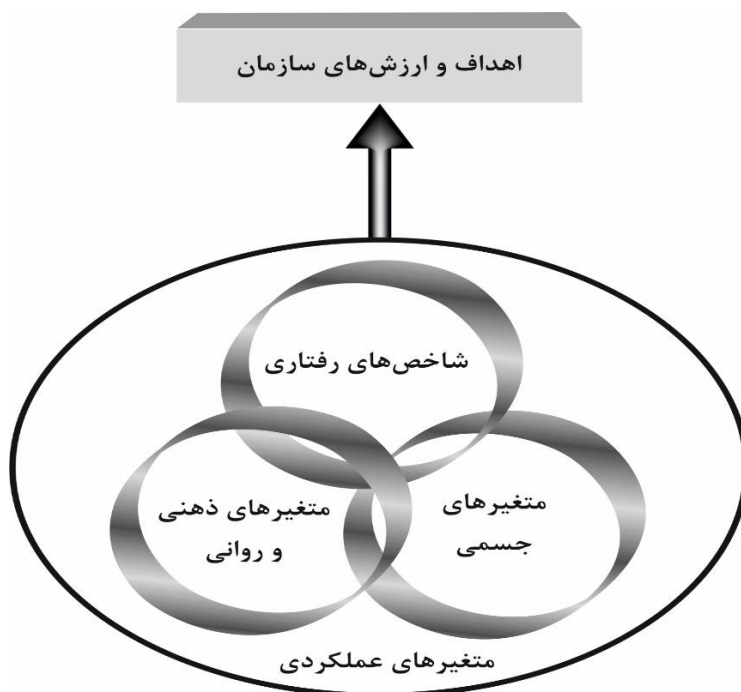 اهداف و ارزش‌های سازمان
شاخص‌های رفتاری
متغیرهای
جسمی
متغیرهای ذهنی
و روانی
متغیرهای عملکردی